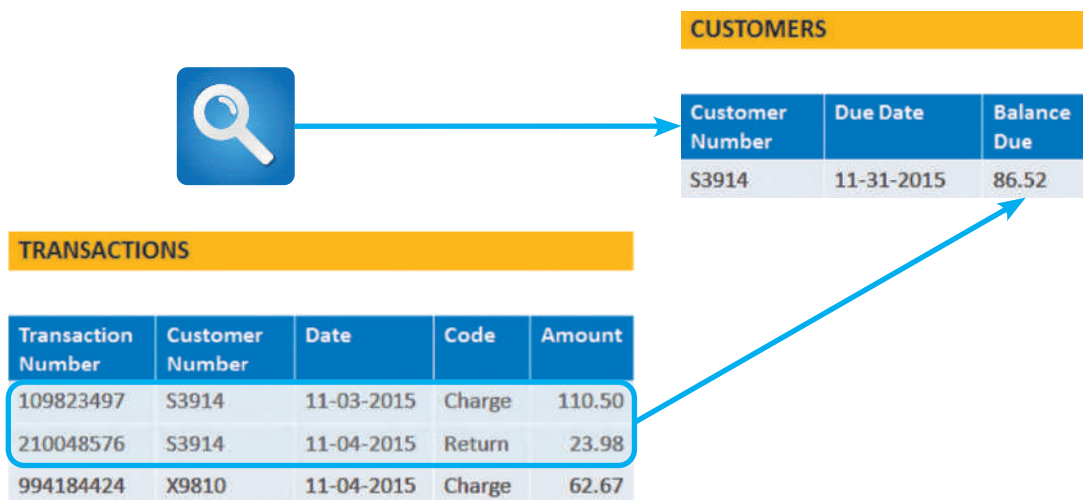 CUSTOMERS
Customer Number Due Date Balance Due
S3914 11-31-2015 86.52
TRANSACTIONS
Transaction Number Customer Number Date Code Amount
109823497 S3914 11-03-2015 Charge 110.50
210048576 S3914 11-04-2015 Return 23.98
994184424 X9810 11-04-2015 Charge 62.67